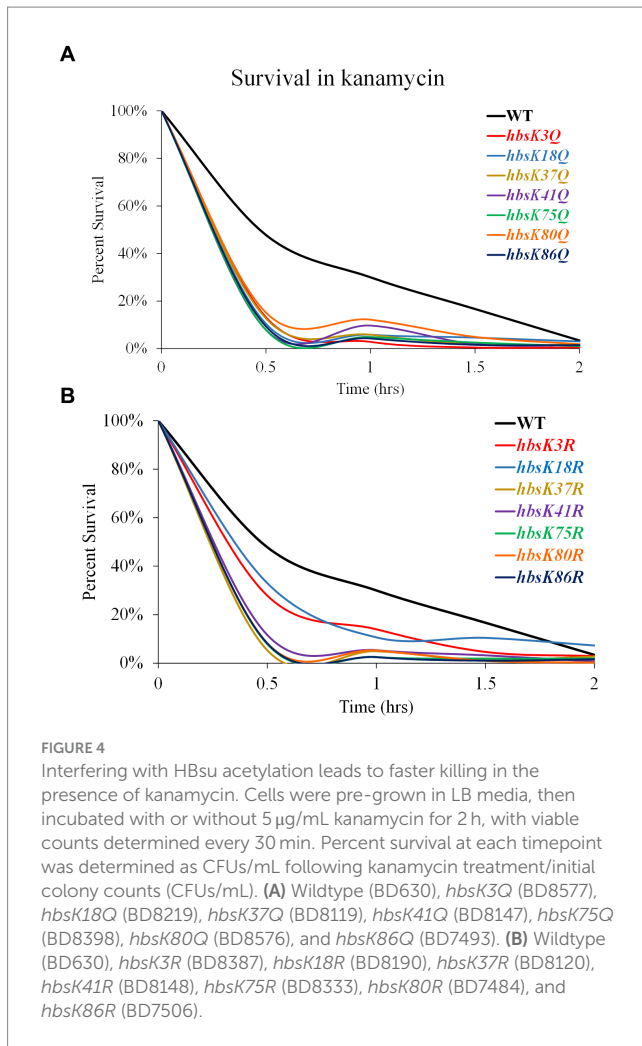 A
Survival in kanamycin
100%
80%
60%
40%
20%
0%
Percent Survival
0
0.5
1
1.5
2
Time (hrs)
WT
hbsK3Q
hbsK18Q
hbsK37Q
hbsK41Q
hbsK75Q
hbsK80Q
hbsK86Q
B
100%
80%
60%
40%
20%
0%
Percent Survival
0
0.5
1
1.5
2
Time (hrs)
WT
hbsK3R
hbsK18R
hbsK37R
hbsK41R
hbsK75R
hbsK80R
hbsK86R
FIGURE 4
Interfering with HBsu acetylation leads to faster killing in the
presence of kanamycin. Cells were pre-grown in LB media, then
incubated with or without 5 μg/mL kanamycin for 2 h, with viable
counts determined every 30 min. Percent survival at each timepoint
was determined as CFUs/mL following kanamycin treatment/initial
colony counts (CFUs/mL). (A) Wildtype (BD630), hbsK3Q (BD8577),
hbsK18Q (BD8219), hbsK37Q (BD8119), hbsK41Q (BD8147), hbsK75Q
(BD8398), hbsK80Q (BD8576), and hbsK86Q (BD7493). (B) Wildtype
(BD630), hbsK3R (BD8387), hbsK18R (BD8190), hbsK37R (BD8120),
hbsK41R (BD8148), hbsK75R (BD8333), hbsK80R (BD7484), and
hbsK86R (BD7506).